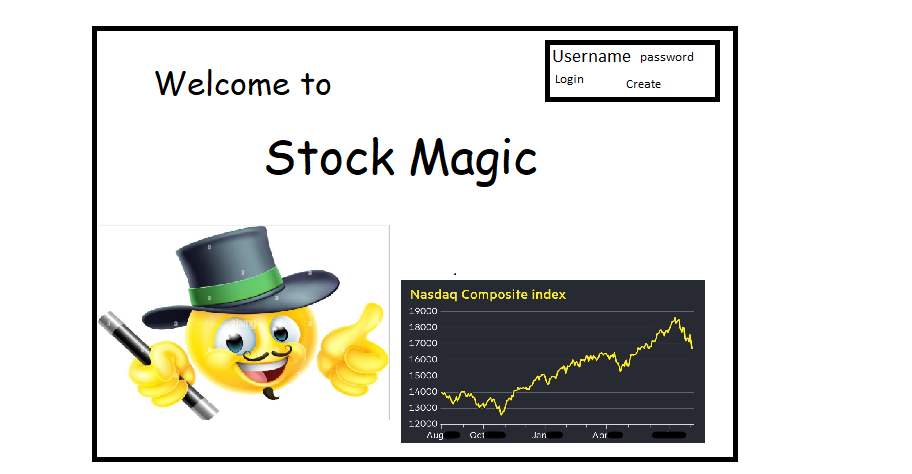 Username password
Login Create
Welcome to
Stock Magic
Nasdaq Composite index
19000
18000
17000
16000
15000
14000
13000
12000
Aug Oct Jan Apr